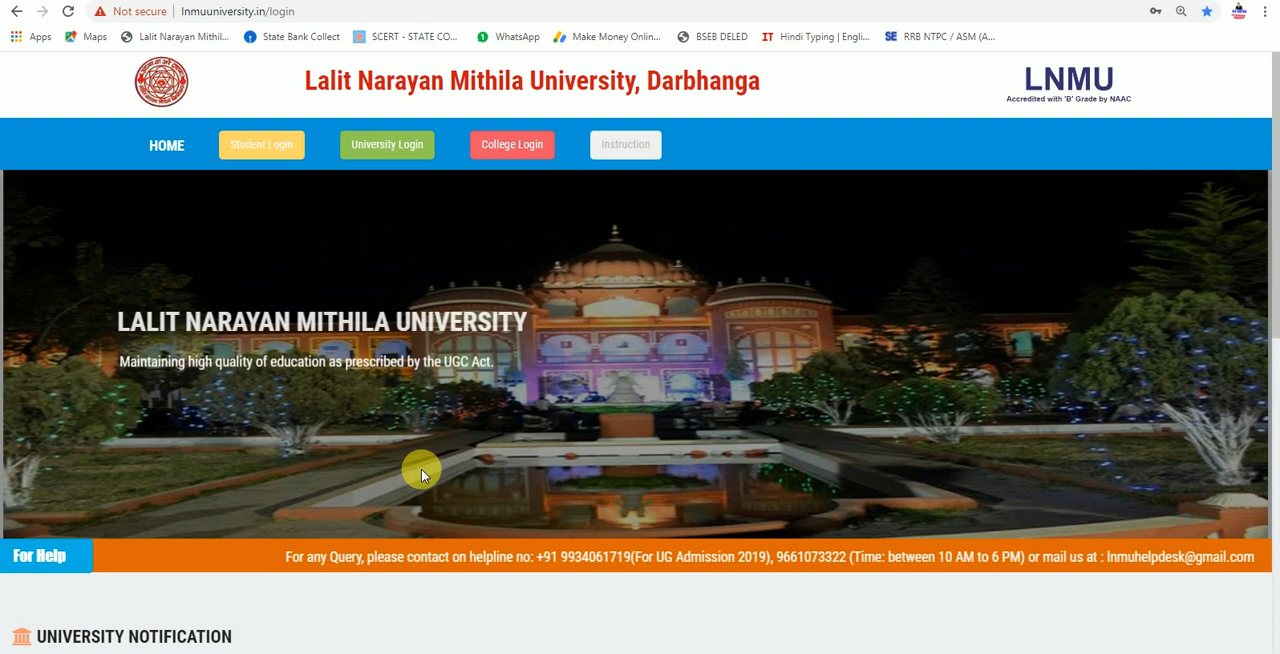 Not secure | lnmuuniversity.in/login
Apps Maps Lalit Narayan Mithil... State Bank Collect SCERT - STATE CO... WhatsApp Make Money Onlin... BSEB DELED IT Hindi Typing | Engli... SE RRB NTPC / ASM (A...
Lalit Narayan Mithila University, Darbhanga
LNMU
Accredited with 'B' Grade by NAAC
HOME Student Login University Login College Login Instruction
LALIT NARAYAN MITHILA UNIVERSITY
Maintaining high quality of education as prescribed by the UGC Act.
For Help For any Query, please contact on helpline no: +91 9934061719(For UG Admission 2019), 9661073322 (Time: between 10 AM to 6 PM) or mail us at : lnmuhelpdesk@gmail.com
UNIVERSITY NOTIFICATION